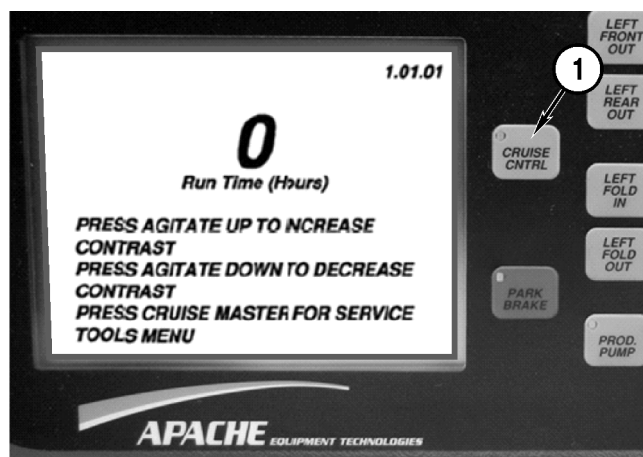 1.01.01
0
Run Time (Hours)
PRESS AGITATE UP TO INCREASE
CONTRAST
PRESS AGITATE DOWN TO DECREASE
CONTRAST
PRESS CRUISE MASTER FOR SERVICE
TOOLS MENU
1
CRUISE
CNTRL
PARK
BRAKE
LEFT
FRONT
OUT
LEFT
REAR
OUT
LEFT
FOLD
IN
LEFT
FOLD
OUT
PROD.
PUMP
APACHE EQUIPMENT TECHNOLOGIES